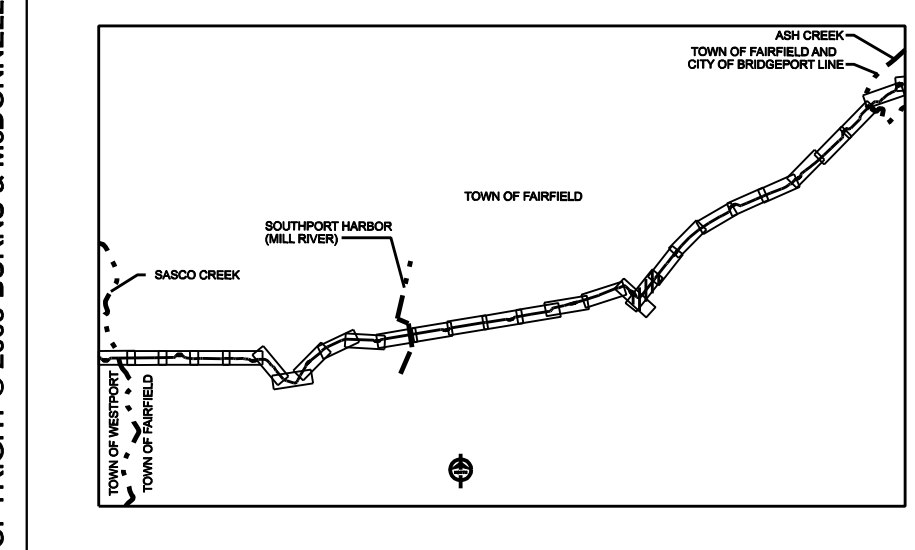 ASH CREEK
TOWN OF FAIRFIELD AND
CITY OF BRIDGEPORT LINE
TOWN OF FAIRFIELD
SOUTHPORT HARBOR
(MILL RIVER)
SASCO CREEK
TOWN OF WESTPORT
TOWN OF FAIRFIELD